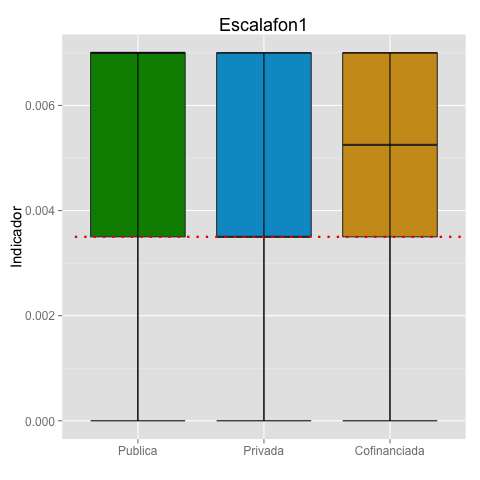 Escalafon1
Indicador
0.006
0.004
0.002
0.000
Publica Privada Cofinanciada